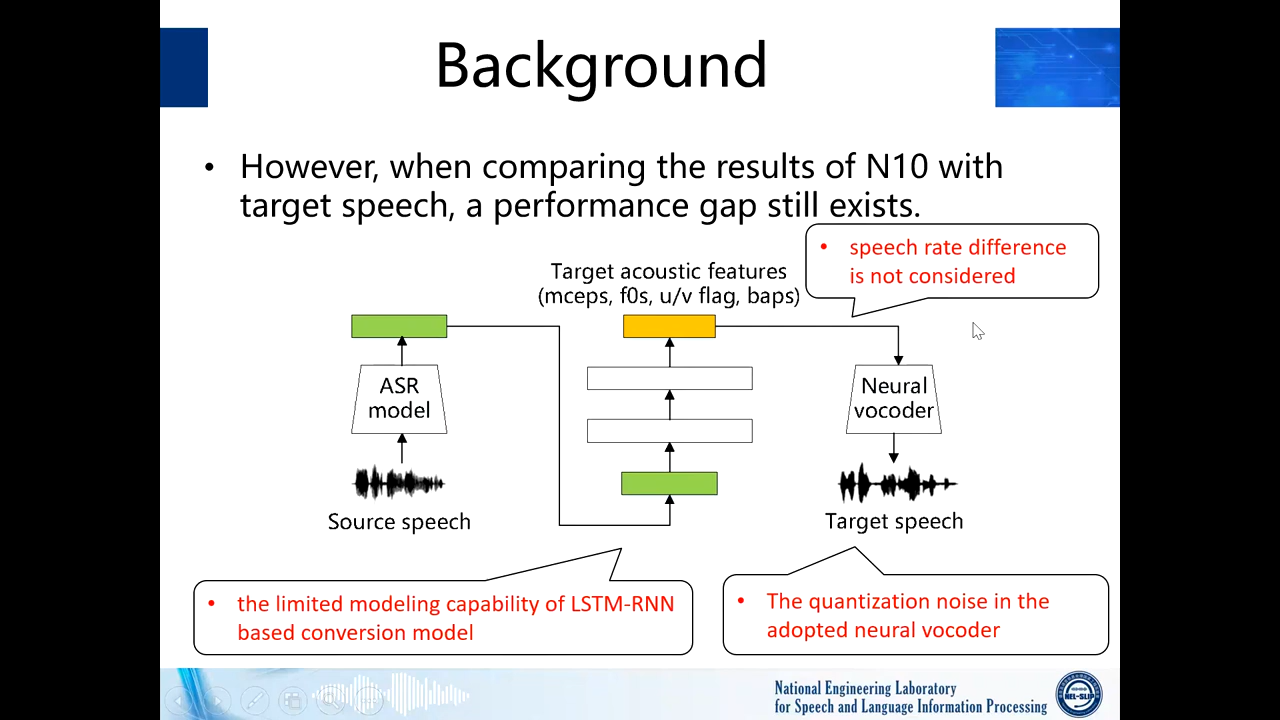 Background
• However, when comparing the results of N10 with
target speech, a performance gap still exists.
• speech rate difference
is not considered
Target acoustic features
(mceps, f0s, u/v flag, baps)
ASR
model
Neural
vocoder
Source speech
Target speech
• the limited modeling capability of LSTM-RNN
based conversion model
• The quantization noise in the
adopted neural vocoder
National Engineering Laboratory
for Speech and Language Information Processing
NEL-SLIP